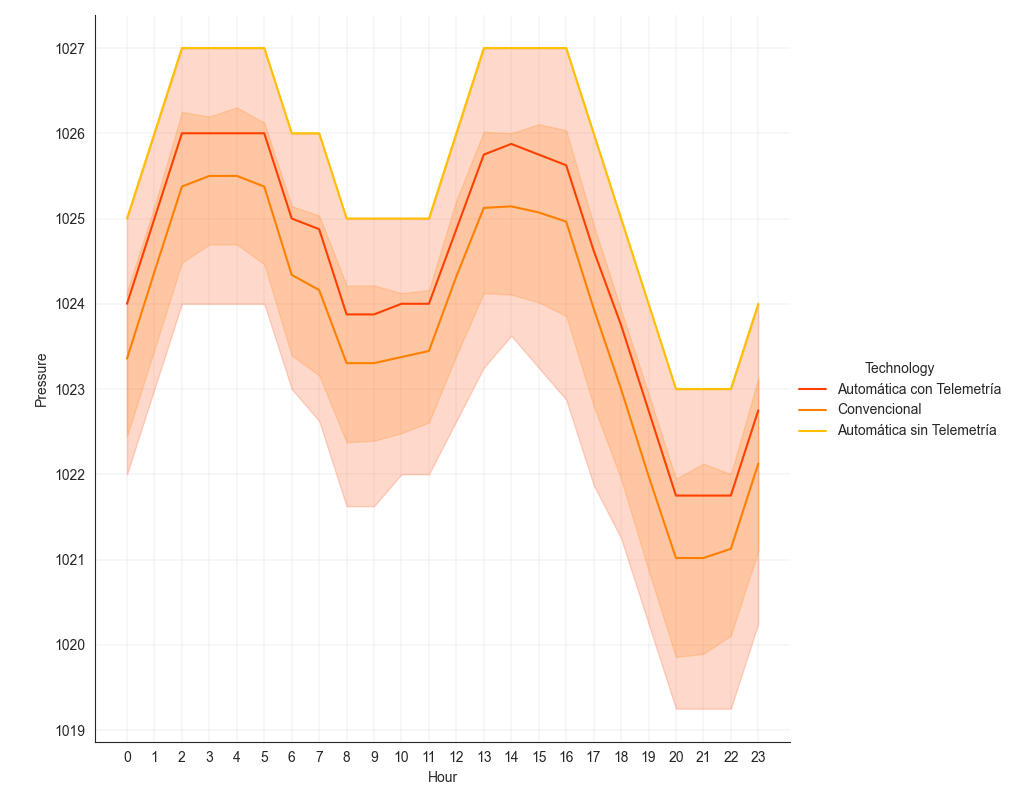 1027
1026
1025
1024
1023
1022
1021
1020
1019
Pressure
0 1 2 3 4 5 6 7 8 9 10 11 12 13 14 15 16 17 18 19 20 21 22 23
Hour
Technology
Automática con Telemetría
Convencional
Automática sin Telemetría